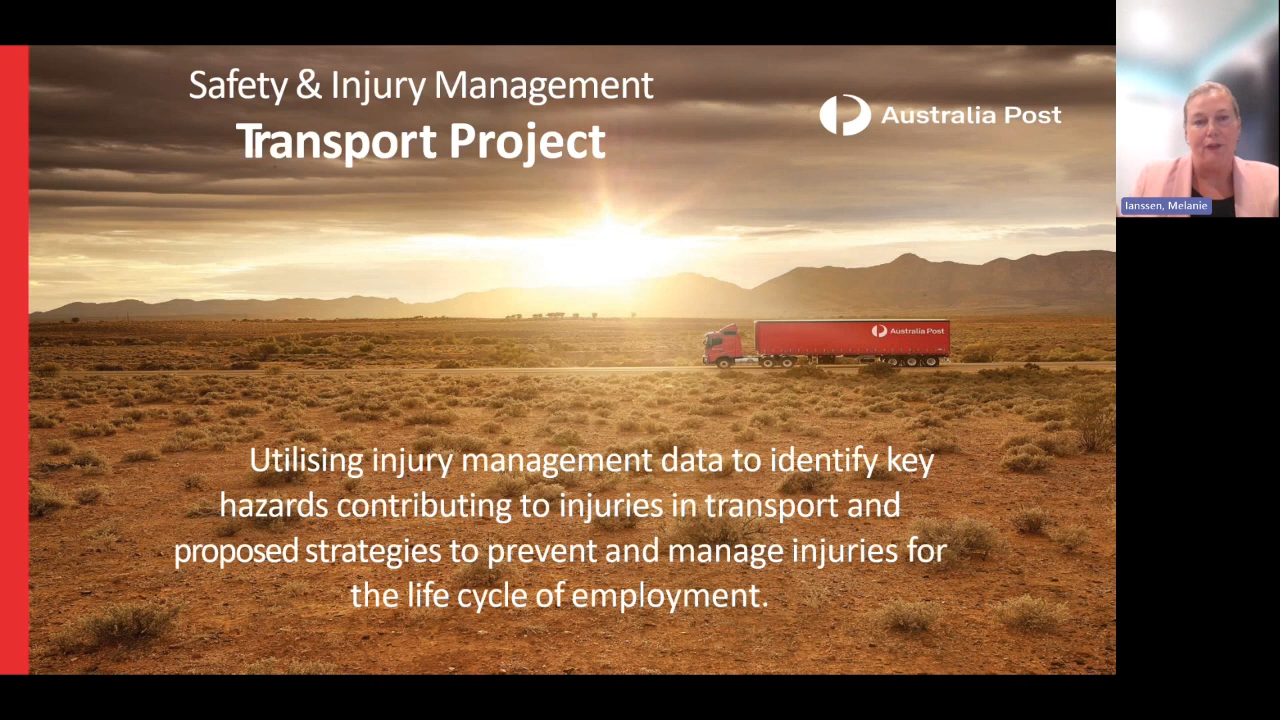 Safety & Injury Management
Transport Project
Australia Post
Ianssen, Melanie
Australia Post
Utilising injury management data to identify key
hazards contributing to injuries in transport and
proposed strategies to prevent and manage injuries for
the life cycle of employment.